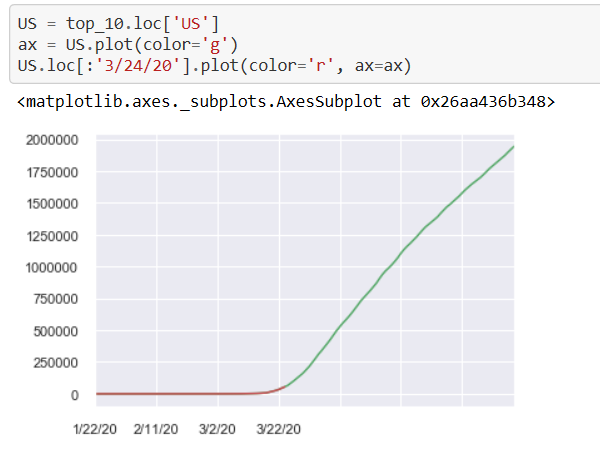 US = top_10.loc['US']
ax = US.plot(color='g')
US.loc[:'3/24/20'].plot(color='r', ax=ax)
<matplotlib.axes._subplots.AxesSubplot at 0x26aa436b348>
2000000
1750000
1500000
1250000
1000000
750000
500000
250000
0
1/22/20 2/11/20 3/2/20 3/22/20